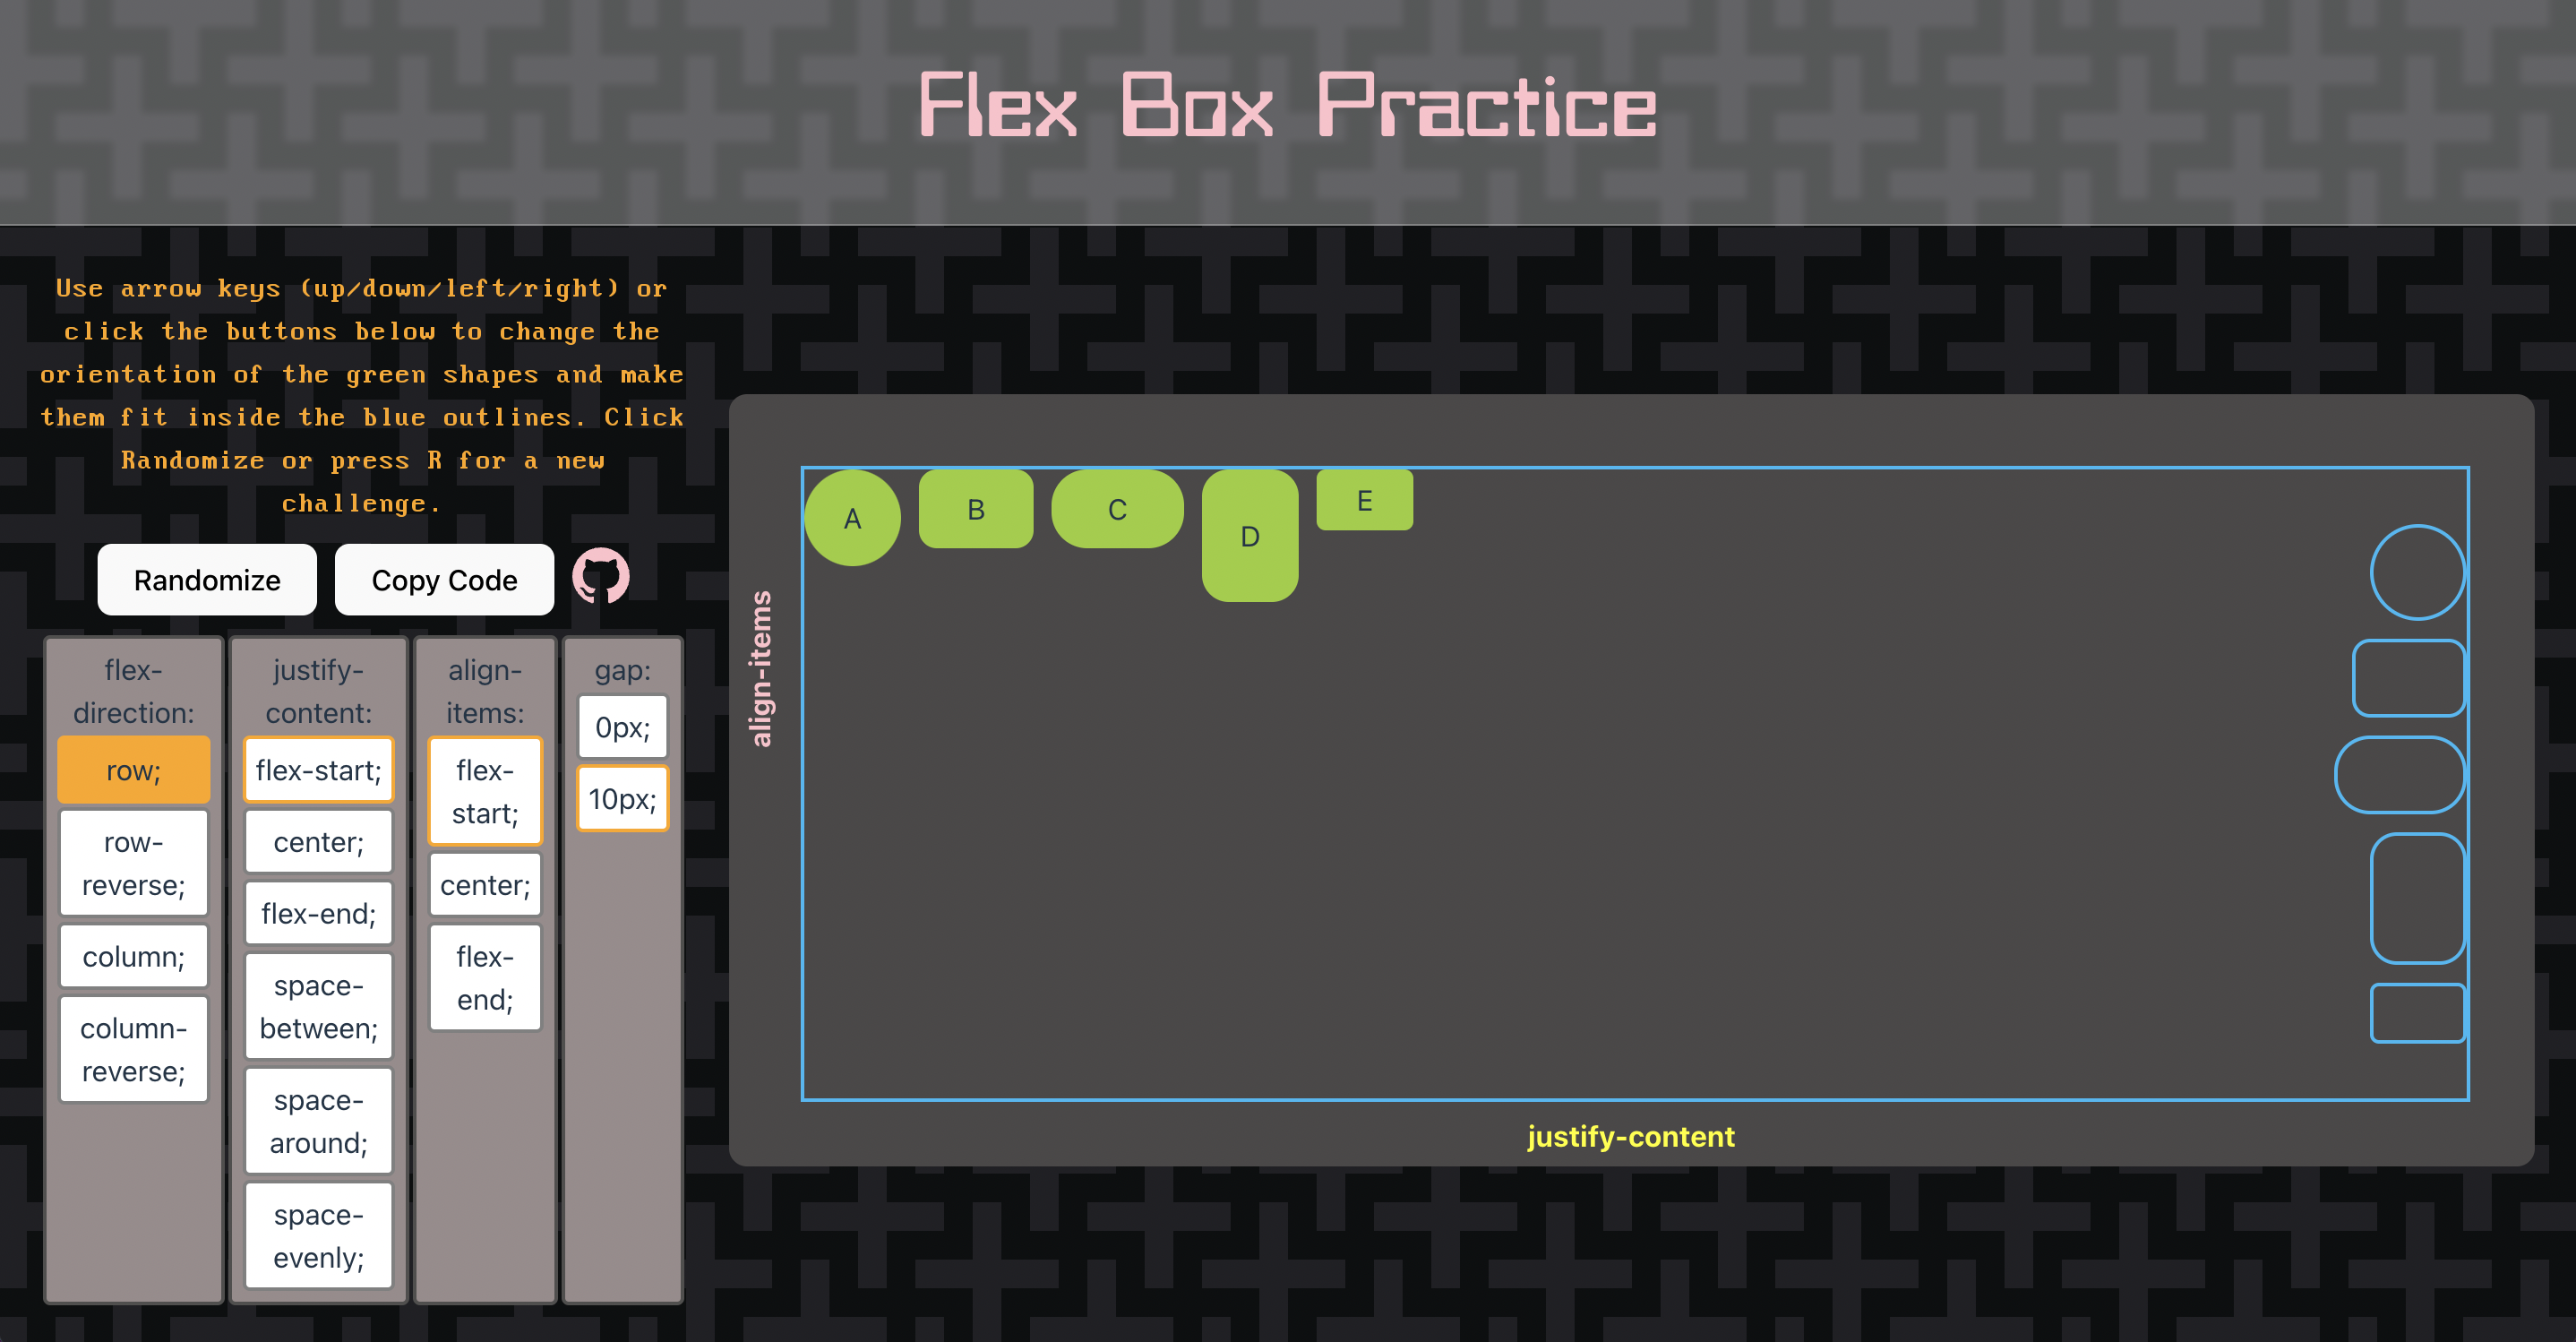 Flex Box Practice
Use arrow keys (up/down/left/right) or
click the buttons below to change the
orientation of the green shapes and make
them fit inside the blue outlines. Click
Randomize or press R for a new
challenge.
Randomize
Copy Code
flex-
direction:
row;
row-
reverse;
column;
column-
reverse;
justify-
content:
flex-start;
center;
flex-end;
space-
between;
space-
around;
space-
evenly;
align-
items:
flex-
start;
center;
flex-
end;
gap:
0px;
10px;
align-items
A
B
C
D
E
justify-content